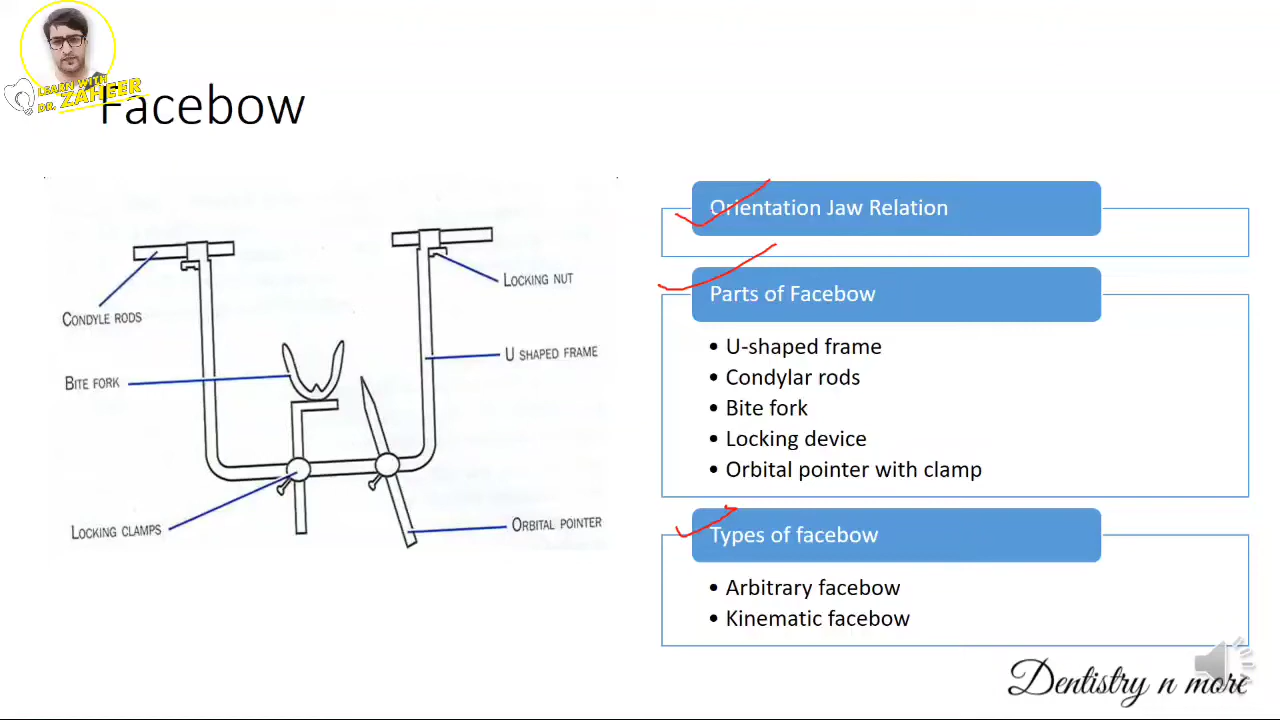 LEARN WITH
DR. ZAHEER
Facebow
CONDYLE RODS
BITE FORK
LOCKING CLAMPS
LOCKING NUT
U SHAPED FRAME
ORBITAL POINTER
Orientation Jaw Relation
Parts of Facebow
• U-shaped frame
• Condylar rods
• Bite fork
• Locking device
• Orbital pointer with clamp
Types of facebow
• Arbitrary facebow
• Kinematic facebow
Dentistry n more